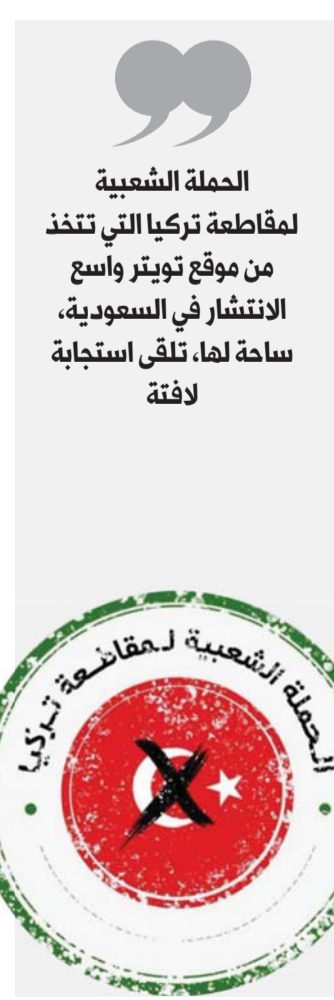 الحملة الشعبية
لمقاطعة تركيا التي تتخذ
من موقع تويتر واسع
الانتشار في السعودية،
ساحة لها، تلقى استجابة
لافتة
الحملة الشعبية لمقاطعة تركيا